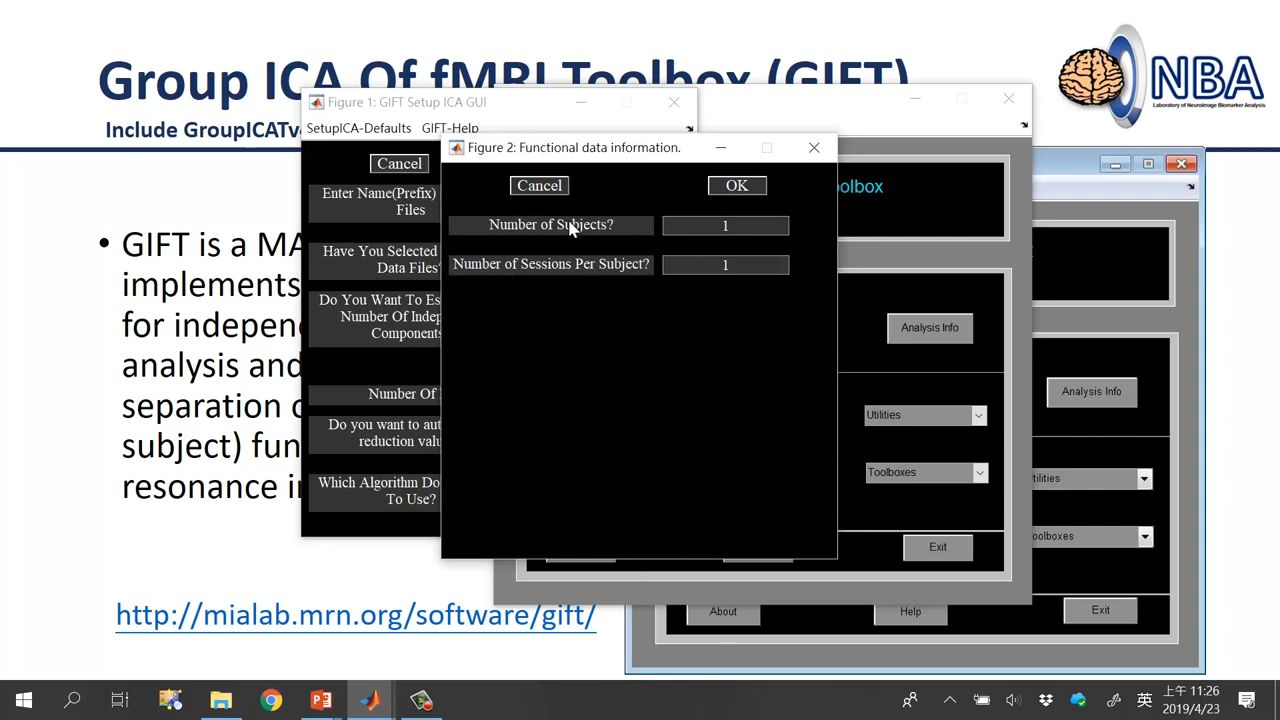 Group ICA Of fMRI Toolbox (GIFT)
NBA
Laboratory of Neuroimage Biomarker Analysis
Include GroupICATv
Figure 1: GIFT Setup ICA GUI
SetupICA-Defaults GIFT-Help
Cancel
Enter Name(Prefix)
Files
Have You Selected
Data Files?
Do You Want To Es
Number Of Indep
Components
Number Of
Do you want to aut
reduction valu
Which Algorithm Do
To Use?
Figure 2: Functional data information.
Cancel
OK
Number of Subjects?
1
Number of Sessions Per Subject?
1
olbox
Analysis Info
Utilities
Toolboxes
Exit
Analysis Info
tilities
oolboxes
About
Help
Exit
• GIFT is a MA
implements
for indepen
analysis and
separation o
subject) fun
resonance i
http://mialab.mrn.org/software/gift/
英
上午 11:26
2019/4/23